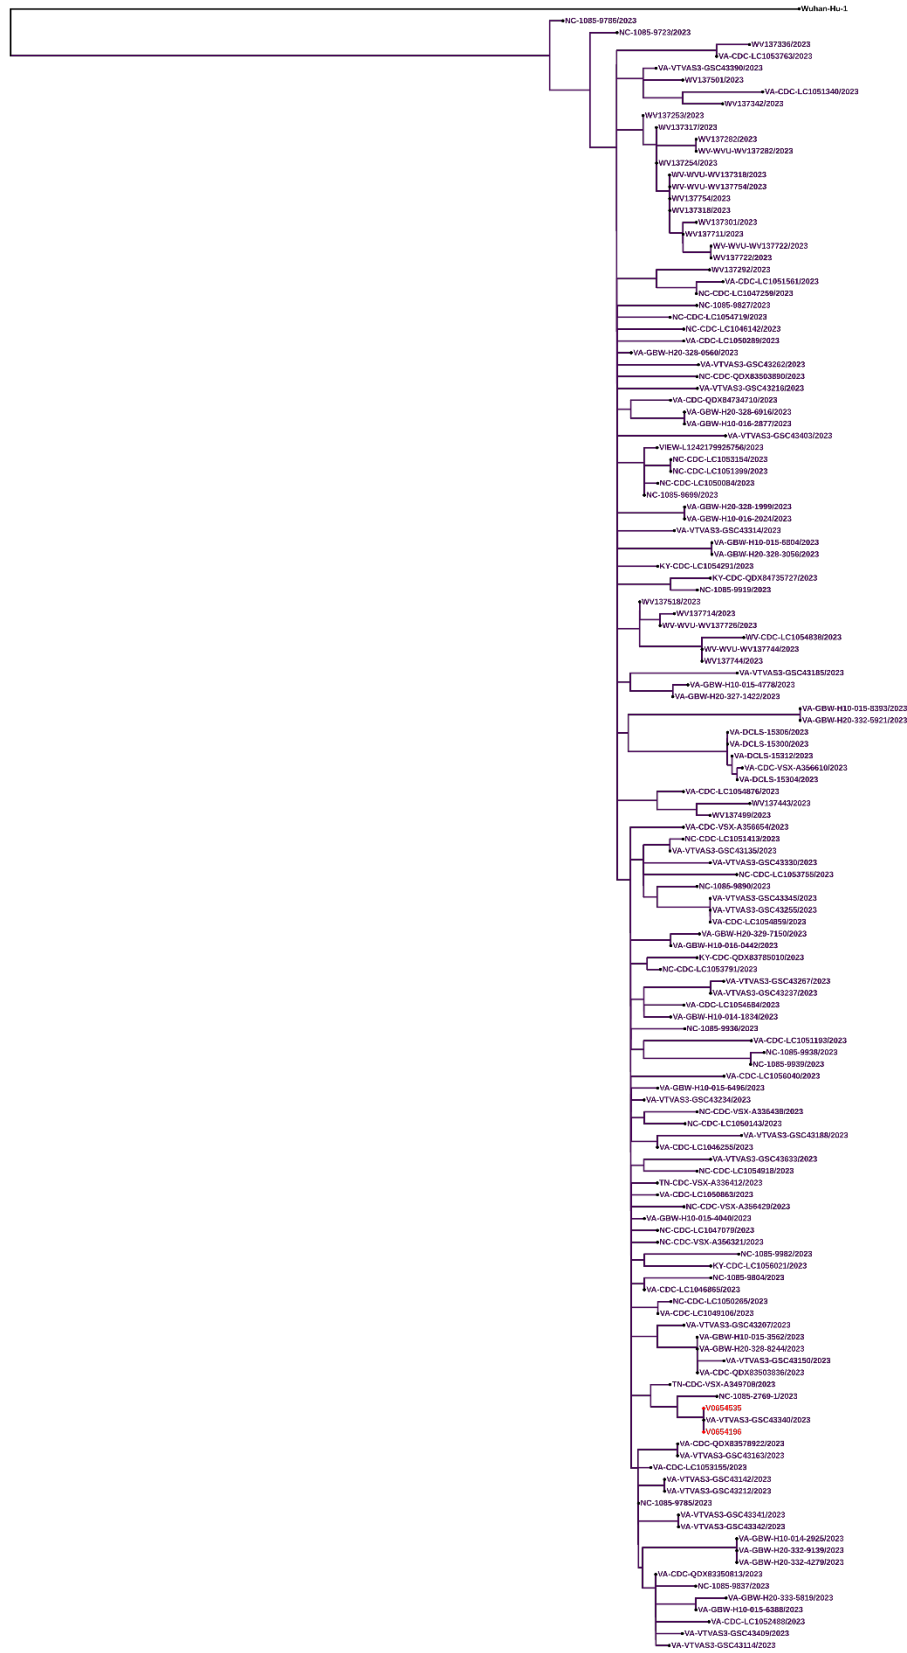 Wuhan-Hu-1
NC-1085-9786/2023
NC-1085-9723/2023
WV137336/2023
VA-CDC-LC1053763/2023
VA-VTVAS3-GSC43390/2023
WV137501/2023
VA-CDC-LC1051340/2023
WV137342/2023
WV137253/2023
WV137317/2023
WV137282/2023
WV-WVU-WV137282/2023
WV137254/2023
WV-WVU-WV137318/2023
WV-WVU-WV137754/2023
WV137754/2023
WV137318/2023
WV137301/2023
WV137711/2023
WV-WVU-WV137722/2023
WV137722/2023
WV137292/2023
VA-CDC-LC1051561/2023
NC-CDC-LC1047259/2023
NC-1085-9827/2023
NC-CDC-LC1054719/2023
NC-CDC-LC1046142/2023
VA-CDC-LC1050289/2023
VA-GBW-H20-328-0560/2023
VA-VTVAS3-GSC43262/2023
NC-CDC-QDX83503890/2023
VA-VTVAS3-GSC43216/2023
VA-CDC-QDX84734710/2023
VA-GBW-H20-328-6916/2023
VA-GBW-H10-016-2877/2023
VA-VTVAS3-GSC43403/2023
VIEW-L1242179925756/2023
NC-CDC-LC1053154/2023
NC-CDC-LC1051399/2023
NC-CDC-LC1050084/2023
NC-1085-9699/2023
VA-GBW-H20-328-1999/2023
VA-GBW-H10-016-2024/2023
VA-VTVAS3-GSC43314/2023
VA-GBW-H10-015-6804/2023
VA-GBW-H20-328-3056/2023
KY-CDC-LC1054291/2023
KY-CDC-QDX84735727/2023
NC-1085-9919/2023
WV137518/2023
WV137714/2023
WV-WVU-WV137726/2023
WV-CDC-LC1054838/2023
WV-WVU-WV137744/2023
WV137744/2023
VA-VTVAS3-GSC43185/2023
VA-GBW-H10-015-4778/2023
VA-GBW-H20-327-1422/2023
VA-GBW-H10-015-8393/2023
VA-GBW-H20-332-5921/2023
VA-DCLS-15306/2023
VA-DCLS-15300/2023
VA-DCLS-15312/2023
VA-CDC-VSX-A356610/2023
VA-DCLS-15304/2023
VA-CDC-LC1054876/2023
WV137443/2023
WV137499/2023
VA-CDC-VSX-A356654/2023
NC-CDC-LC1051413/2023
VA-VTVAS3-GSC43135/2023
VA-VTVAS3-GSC43330/2023
NC-CDC-LC1053755/2023
NC-1085-9890/2023
VA-VTVAS3-GSC43345/2023
VA-VTVAS3-GSC43255/2023
VA-CDC-LC1054859/2023
VA-GBW-H20-329-7150/2023
VA-GBW-H10-016-0442/2023
KY-CDC-QDX83785010/2023
NC-CDC-LC1053791/2023
VA-VTVAS3-GSC43267/2023
VA-VTVAS3-GSC43237/2023
VA-CDC-LC1054684/2023
VA-GBW-H10-014-1834/2023
NC-1085-9936/2023
VA-CDC-LC1051193/2023
NC-1085-9938/2023
NC-1085-9939/2023
VA-CDC-LC1056040/2023
VA-GBW-H10-015-6496/2023
VA-VTVAS3-GSC43234/2023
NC-CDC-VSX-A336438/2023
NC-CDC-LC1050143/2023
VA-VTVAS3-GSC43188/2023
VA-CDC-LC1046255/2023
VA-VTVAS3-GSC43633/2023
NC-CDC-LC1054918/2023
TN-CDC-VSX-A336412/2023
VA-CDC-LC1050863/2023
NC-CDC-VSX-A356429/2023
VA-GBW-H10-015-4040/2023
NC-CDC-LC1047079/2023
NC-CDC-VSX-A356321/2023
NC-1085-9982/2023
KY-CDC-LC1056021/2023
NC-1085-9804/2023
VA-CDC-LC1046865/2023
NC-CDC-LC1050265/2023
VA-CDC-LC1049106/2023
VA-VTVAS3-GSC43207/2023
VA-GBW-H10-015-3562/2023
VA-GBW-H20-328-8244/2023
VA-VTVAS3-GSC43150/2023
VA-CDC-QDX83503836/2023
TN-CDC-VSX-A349708/2023
NC-1085-2769-1/2023
V0654535
VA-VTVAS3-GSC43340/2023
V0654196
VA-CDC-QDX83578922/2023
VA-VTVAS3-GSC43163/2023
VA-CDC-LC1053155/2023
VA-VTVAS3-GSC43142/2023
VA-VTVAS3-GSC43212/2023
NC-1085-9785/2023
VA-VTVAS3-GSC43341/2023
VA-VTVAS3-GSC43342/2023
VA-GBW-H10-014-2925/2023
VA-GBW-H20-332-9139/2023
VA-GBW-H20-332-4279/2023
VA-CDC-QDX83350813/2023
NC-1085-9837/2023
VA-GBW-H20-333-5819/2023
VA-GBW-H10-015-6388/2023
VA-CDC-LC1052488/2023
VA-VTVAS3-GSC43409/2023
VA-VTVAS3-GSC43114/2023